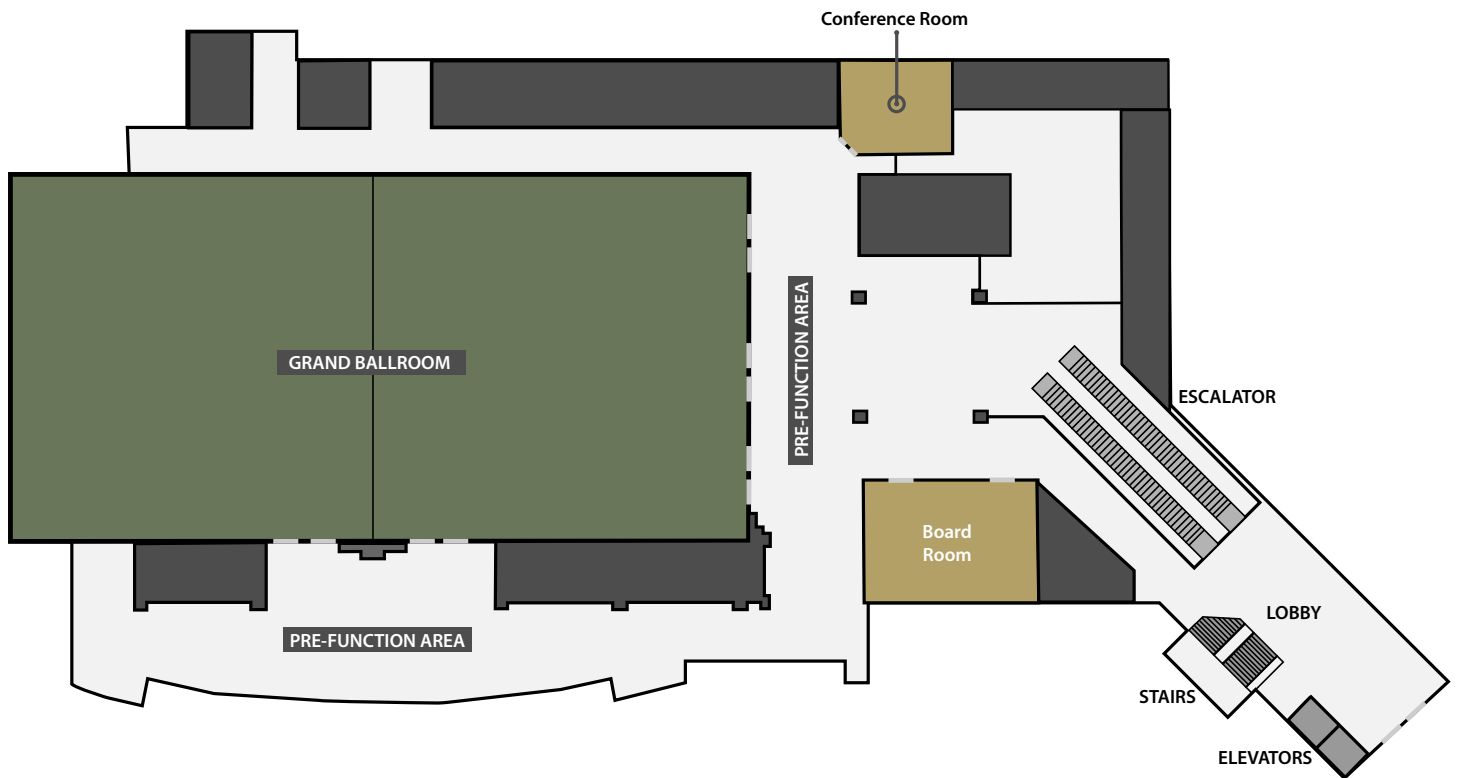 Conference Room
GRAND BALLROOM
PRE-FUNCTION AREA
ESCALATOR
Board
Room
LOBBY
PRE-FUNCTION AREA
STAIRS
ELEVATORS